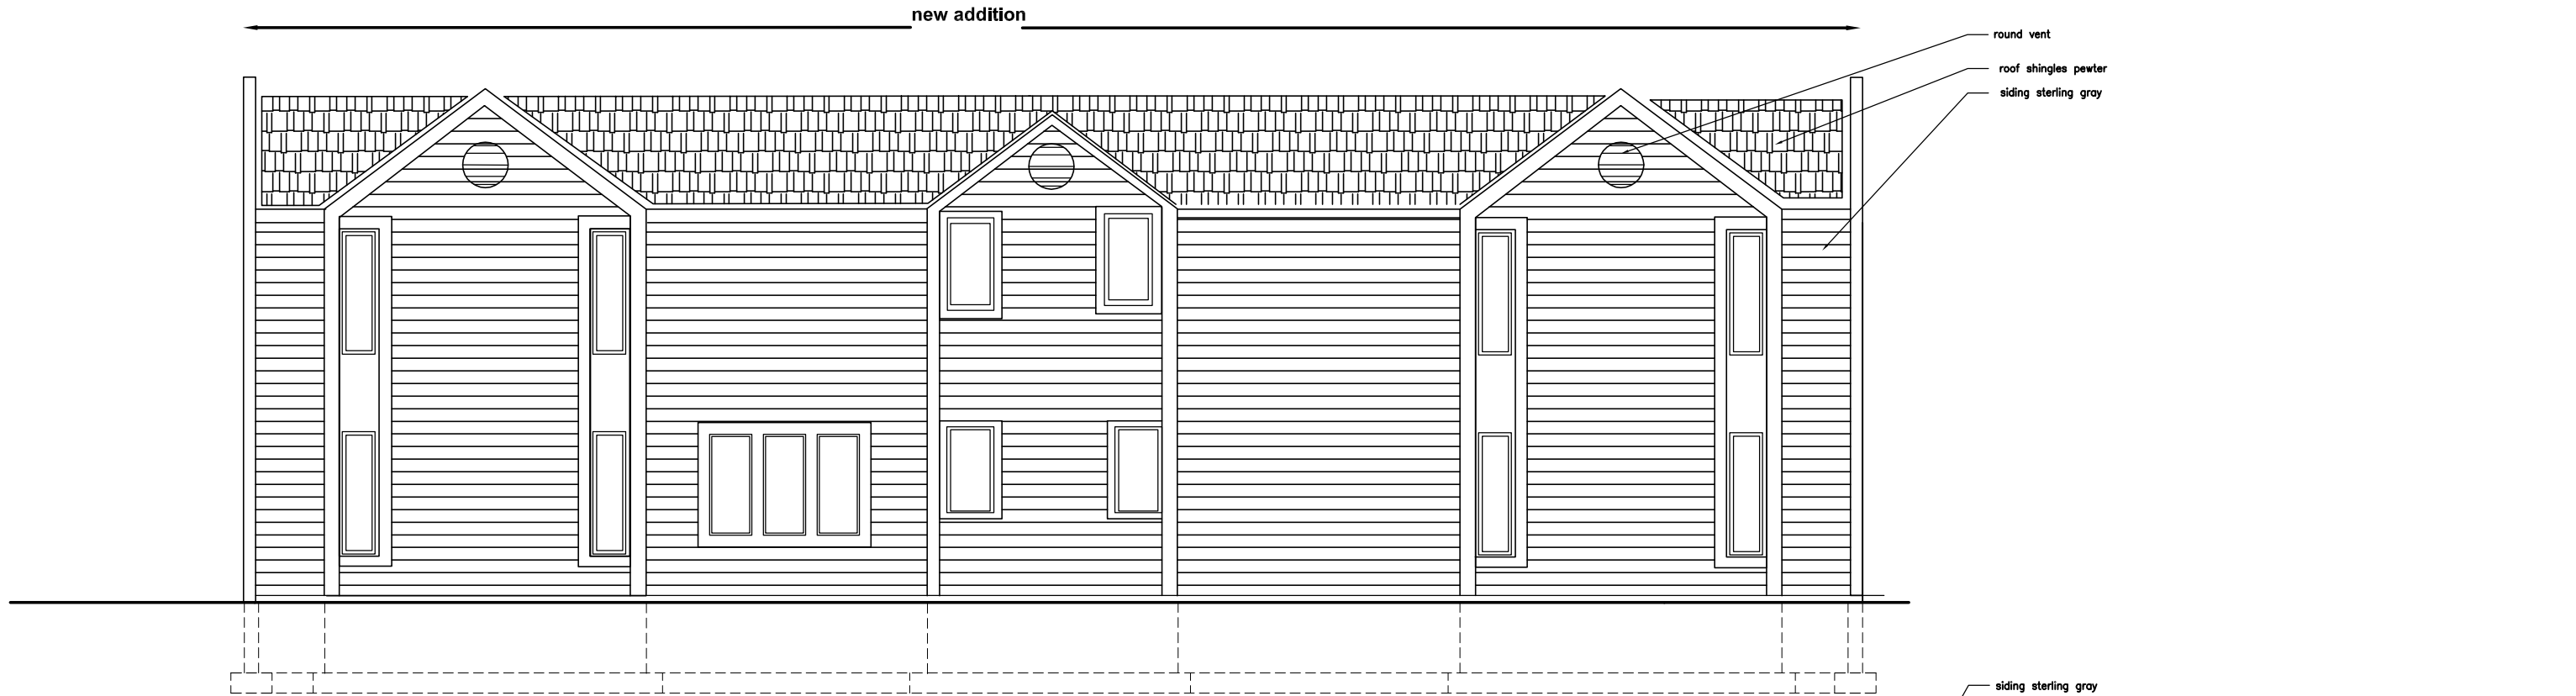 new addition
round vent
roof shingles pewter
siding sterling gray
siding sterling gray